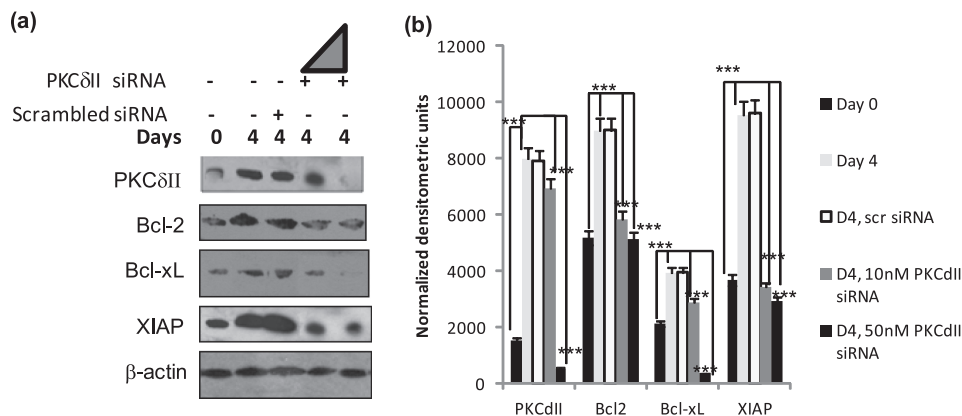 (a)
PKCδII siRNA - - - + +
Scrambled siRNA - - + - -
Days 0 4 4 4 4
PKCδII
Bcl-2
Bcl-xL
XIAP
β-actin
(b)
Normalized densitometric units
12000
10000
8000
6000
4000
2000
0
***
***
***
***
***
***
***
***
***
***
***
***
PKCdII
Bcl2
Bcl-xL
XIAP
Day 0
Day 4
D4, scr siRNA
D4, 10nM PKCdII
siRNA
D4, 50nM PKCdII
siRNA